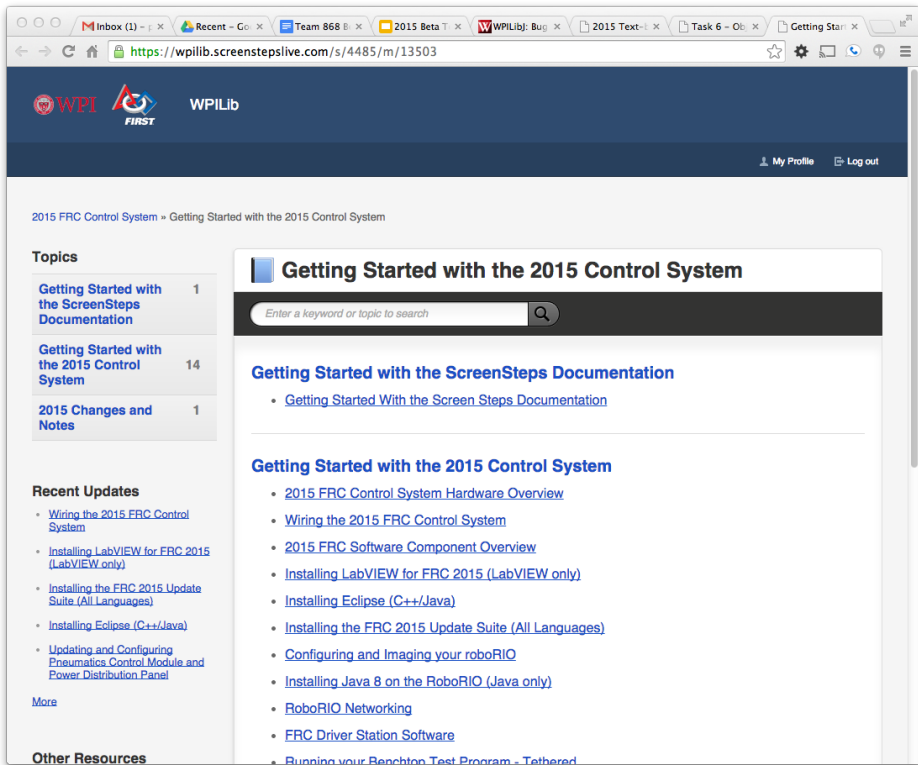 Inbox (1) – p
Recent – Go
Team 868 B
2015 Beta T
WPILibJ: Bug
2015 Text-b
Task 6 – Ob
Getting Star
https://wpilib.screenstepslive.com/s/4485/m/13503
WPI
FIRST
WPILib
My Profile
Log out
2015 FRC Control System » Getting Started with the 2015 Control System
Topics
Getting Started with 1
the ScreenSteps
Documentation
Getting Started with
the 2015 Control 14
System
2015 Changes and 1
Notes
Recent Updates
Wiring the 2015 FRC Control
System
Installing LabVIEW for FRC 2015
(LabVIEW only)
Installing the FRC 2015 Update
Suite (All Languages)
Installing Eclipse (C++/Java)
Updating and Configuring
Pneumatics Control Module and
Power Distribution Panel
More
Other Resources
Getting Started with the 2015 Control System
Enter a keyword or topic to search
Getting Started with the ScreenSteps Documentation
Getting Started With the Screen Steps Documentation
Getting Started with the 2015 Control System
2015 FRC Control System Hardware Overview
Wiring the 2015 FRC Control System
2015 FRC Software Component Overview
Installing LabVIEW for FRC 2015 (LabVIEW only)
Installing Eclipse (C++/Java)
Installing the FRC 2015 Update Suite (All Languages)
Configuring and Imaging your roboRIO
Installing Java 8 on the RoboRIO (Java only)
RoboRIO Networking
FRC Driver Station Software
Running your Benchtop Test Program - Tethered